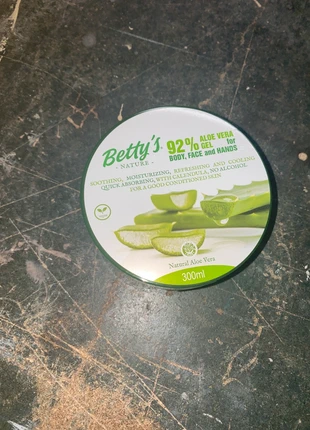 Betty's
NATURE
92% ALOE VERA
GEL for
BODY, FACE and HANDS
SOOTHING, MOISTURIZING, REFRESHING AND COOLING
QUICK ABSORBING, WITH CALENDULA, NO ALCOHOL
FOR A GOOD CONDITIONED SKIN
Natural Aloe Vera
300ml